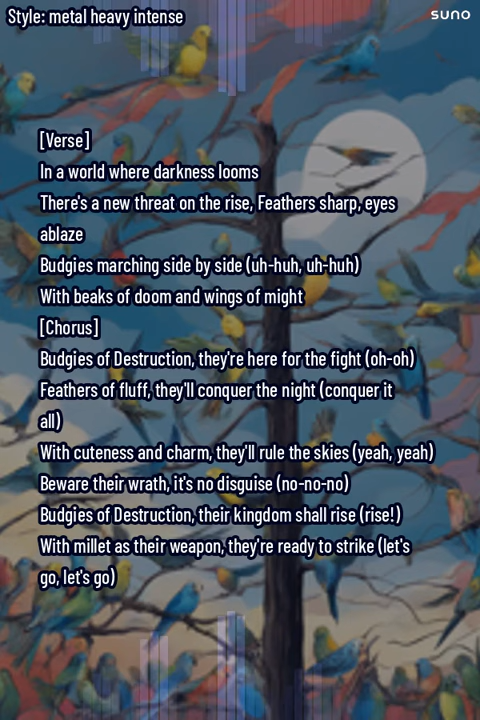 Style: metal heavy intense
suno
[Verse]
In a world where darkness looms
There's a new threat on the rise, Feathers sharp, eyes
ablaze
Budgies marching side by side (uh-huh, uh-huh)
With beaks of doom and wings of might
[Chorus]
Budgies of Destruction, they're here for the fight (oh-oh)
Feathers of fluff, they'll conquer the night (conquer it
all)
With cuteness and charm, they'll rule the skies (yeah, yeah)
Beware their wrath, it's no disguise (no-no-no)
Budgies of Destruction, their kingdom shall rise (rise!)
With millet as their weapon, they're ready to strike (let's
go, let's go)